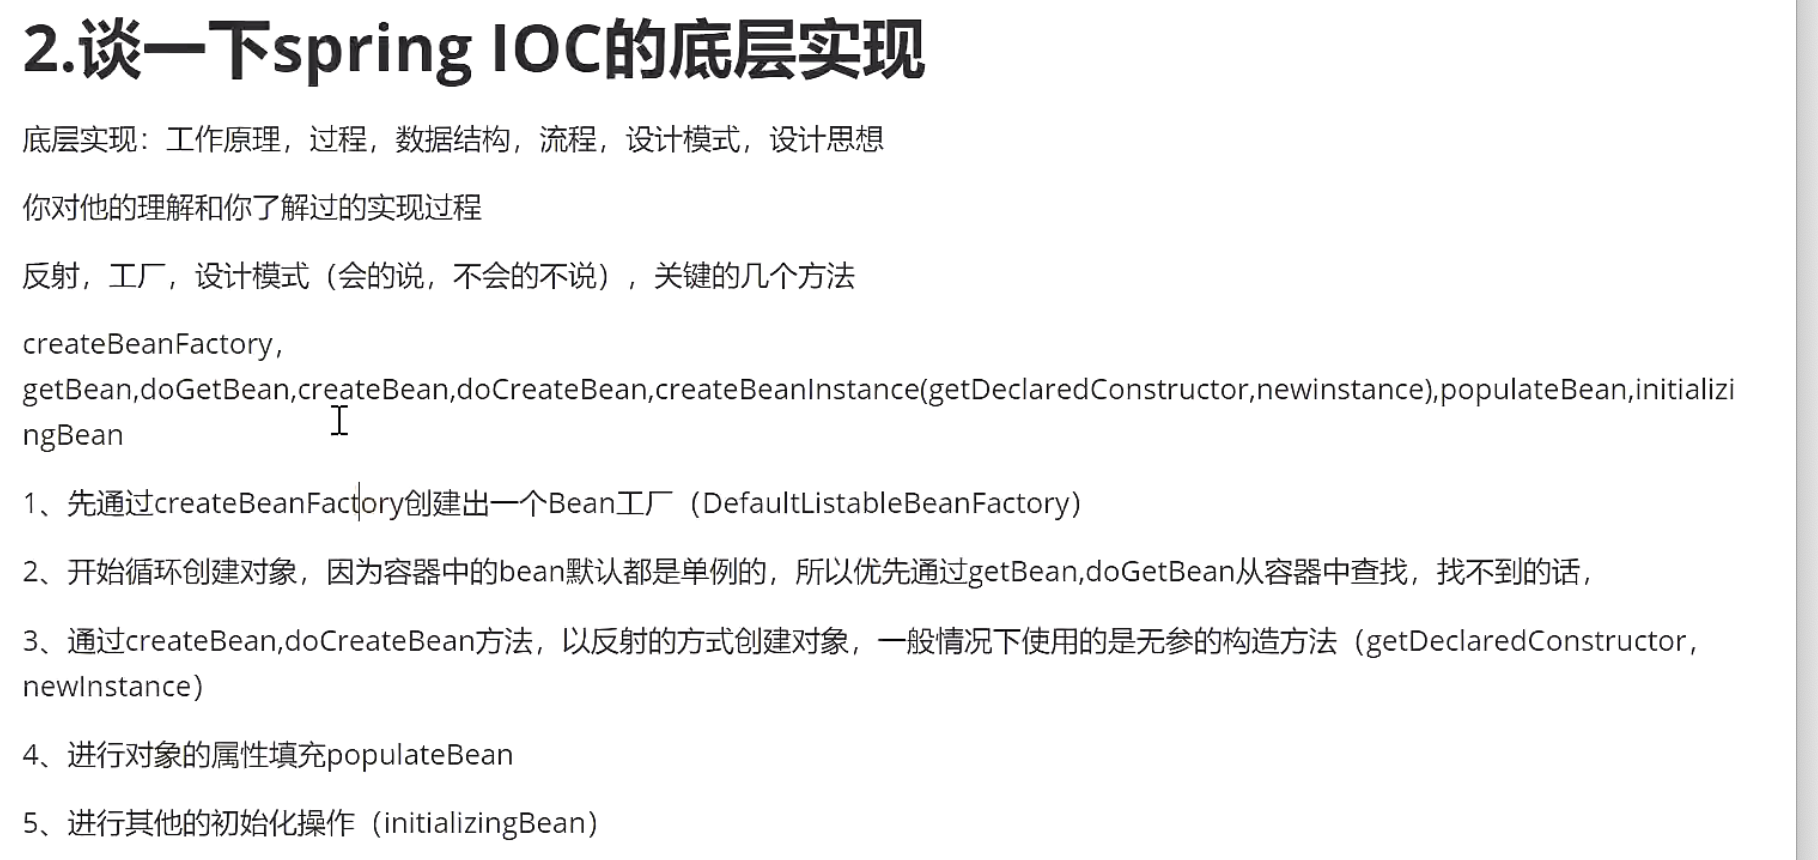 2.谈一下spring IOC的底层实现
底层实现：工作原理，过程，数据结构，流程，设计模式，设计思想
你对他的理解和你了解过的实现过程
反射，工厂，设计模式（会的说，不会的不说），关键的几个方法
createBeanFactory，
getBean,doGetBean,createBean,doCreateBean,createBeanInstance(getDeclaredConstructor,newinstance),populateBean,initializi
ngBean
1、先通过createBeanFactory创建出一个Bean工厂（DefaultListableBeanFactory）
2、开始循环创建对象，因为容器中的bean默认都是单例的，所以优先通过getBean,doGetBean从容器中查找，找不到的话，
3、通过createBean,doCreateBean方法，以反射的方式创建对象，一般情况下使用的是无参的构造方法（getDeclaredConstructor，
newInstance）
4、进行对象的属性填充populateBean
5、进行其他的初始化操作（initializingBean）